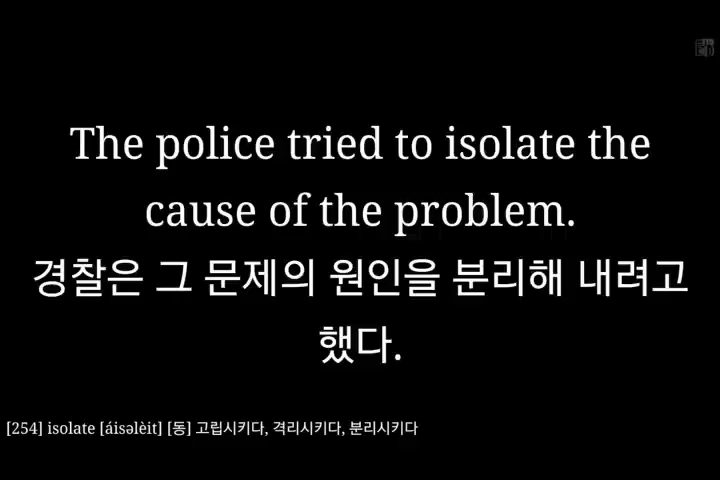 The police tried to isolate the
cause of the problem.
경찰은 그 문제의 원인을 분리해 내려고
했다.
[254] isolate [áisəlèit] [동] 고립시키다, 격리시키다, 분리시키다